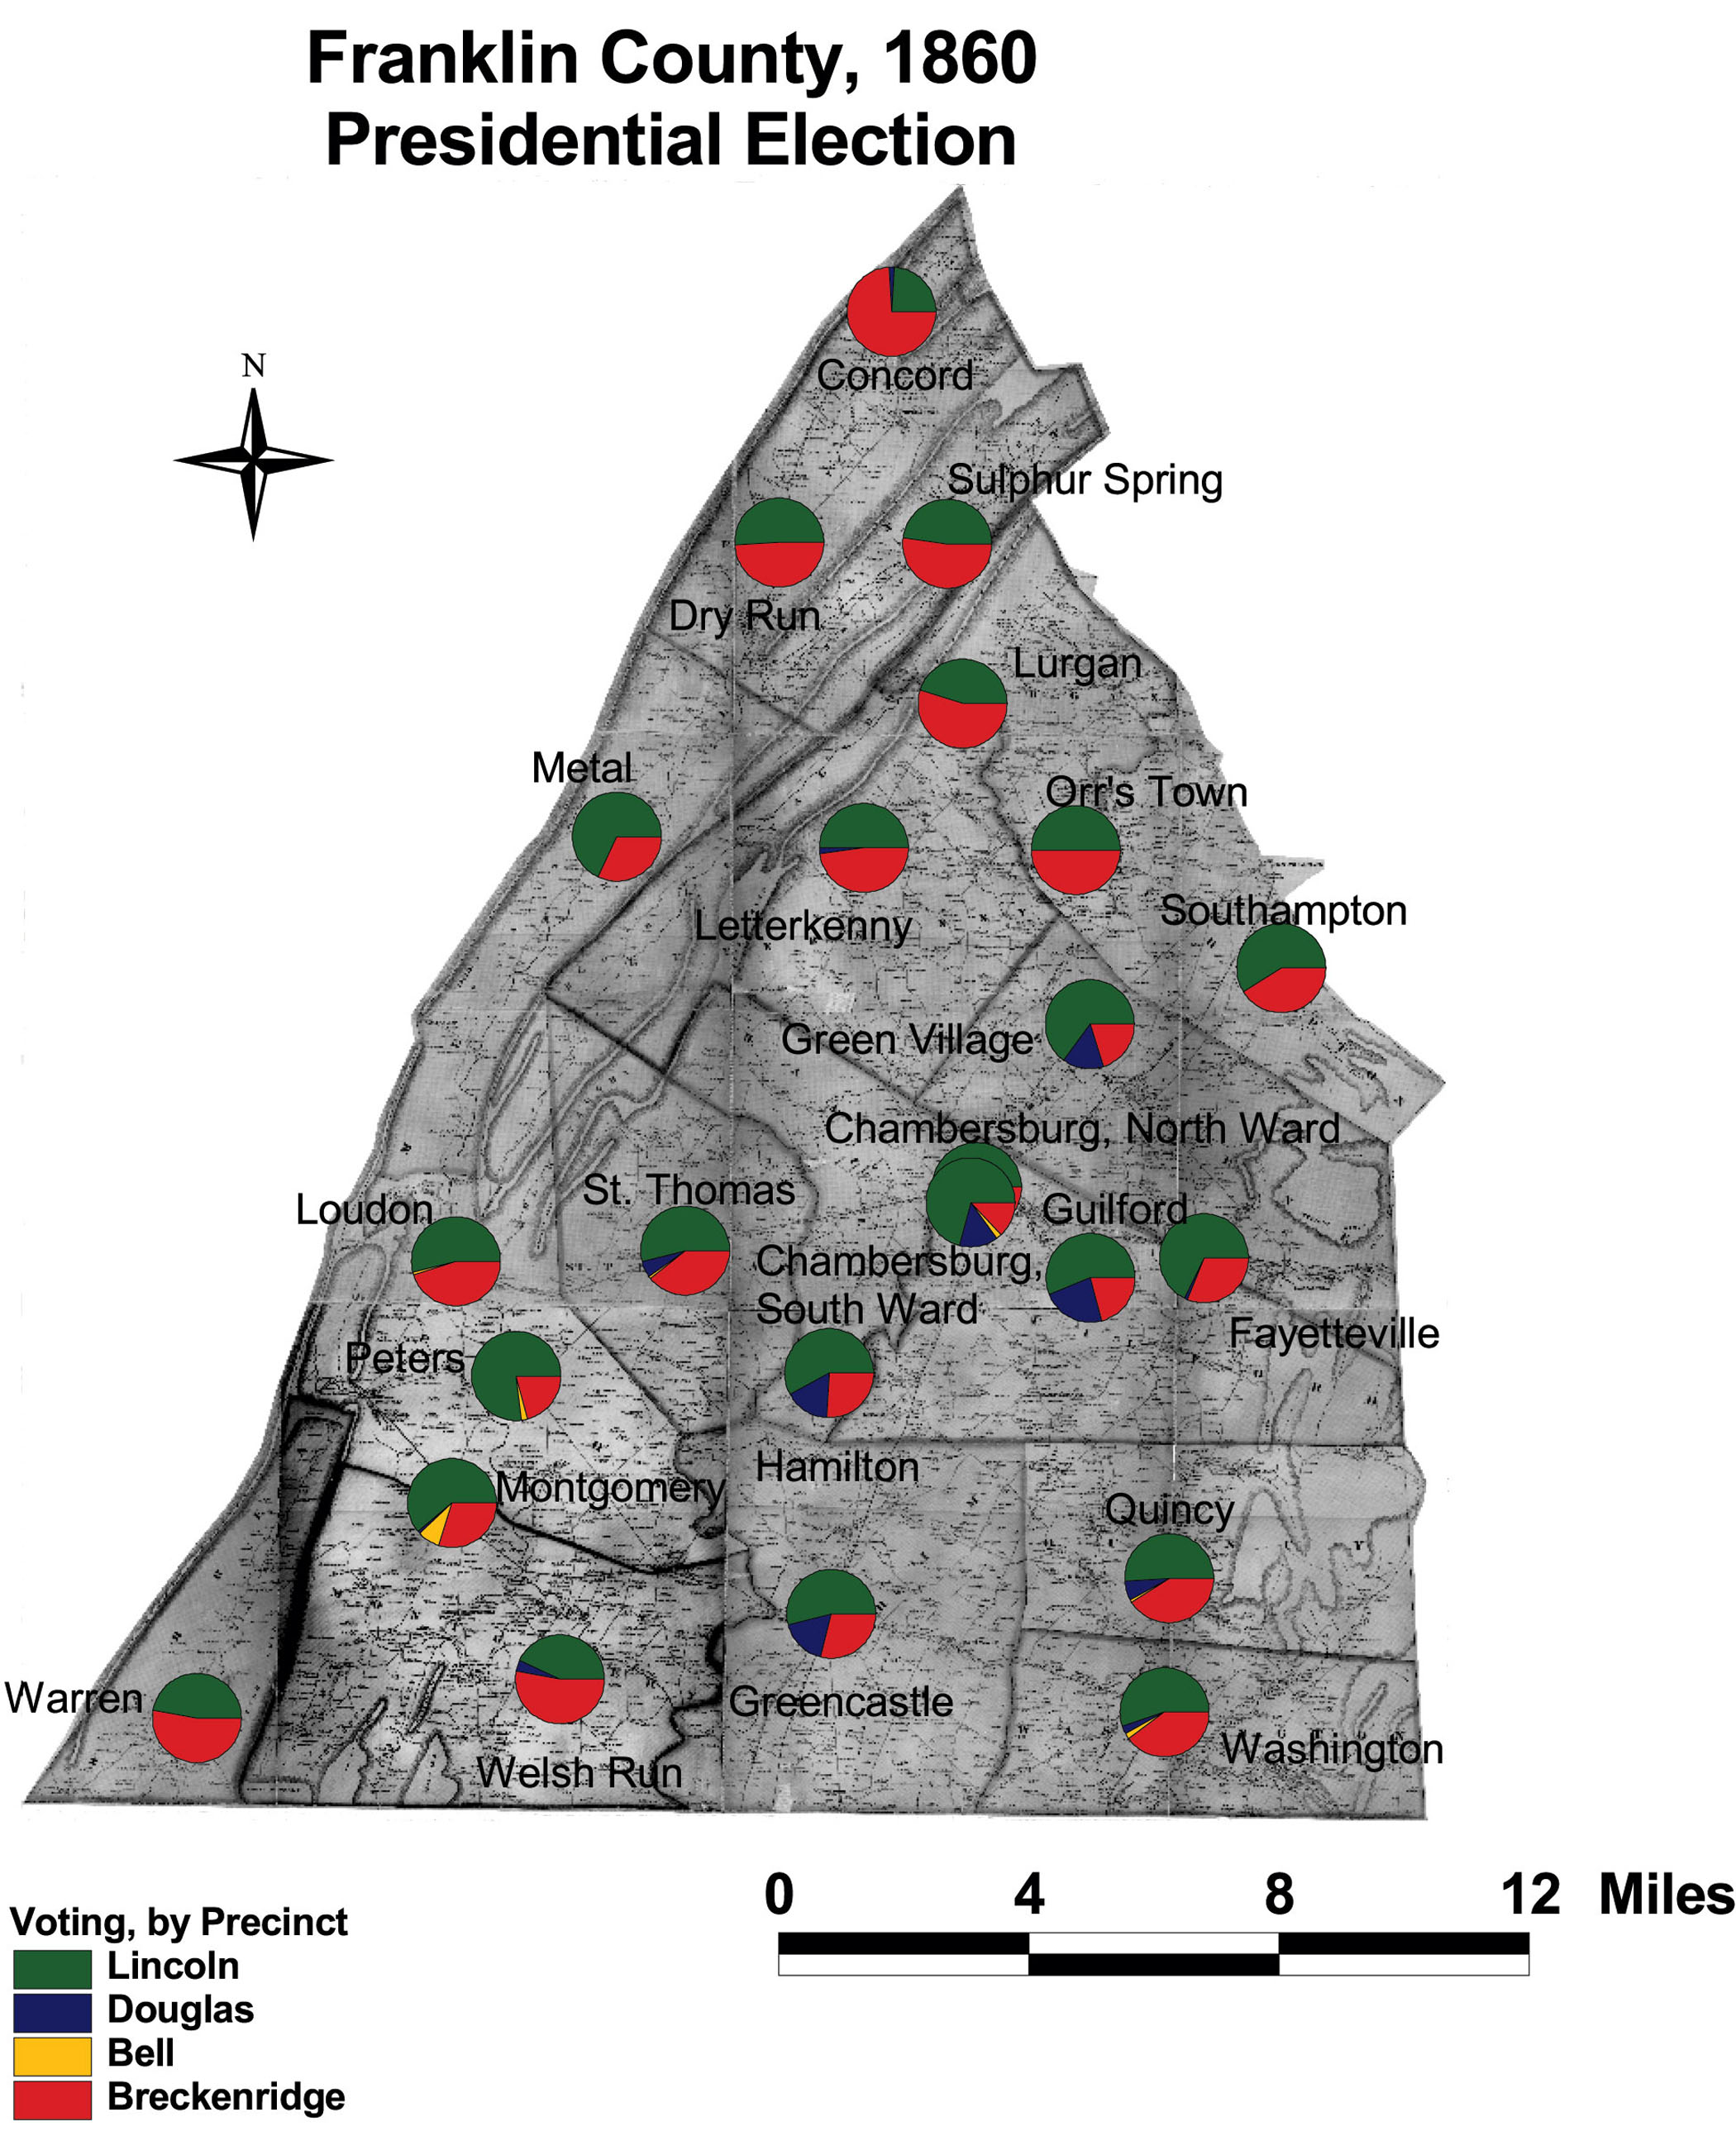 Franklin County, 1860
Presidential Election
N
Concord
Sulphur Spring
Dry Run
Lurgan
Metal
Orr's Town
Letterkenny
Southampton
Green Village
Chambersburg, North Ward
St. Thomas
Loudon
Guilford
Chambersburg,
South Ward
Fayetteville
Peters
Hamilton
Montgomery
Quincy
Warren
Greencastle
Washington
Welsh Run
0 4 8 12 Miles
Voting, by Precinct
Lincoln
Douglas
Bell
Breckenridge